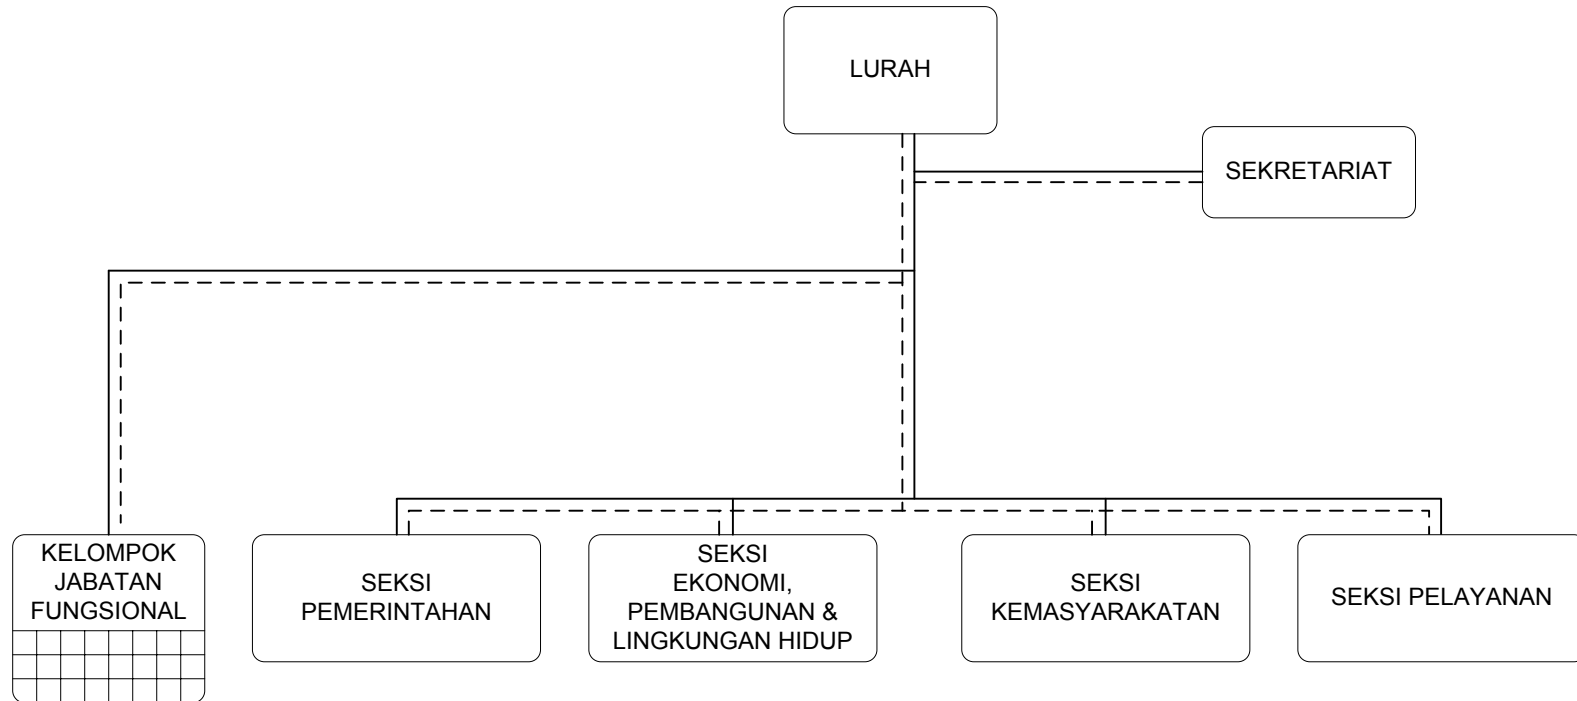 LURAH
SEKRETARIAT
KELOMPOK
JABATAN
FUNGSIONAL
SEKSI
PEMERINTAHAN
SEKSI
EKONOMI,
PEMBANGUNAN &
LINGKUNGAN HIDUP
SEKSI
KEMASYARAKATAN
SEKSI PELAYANAN